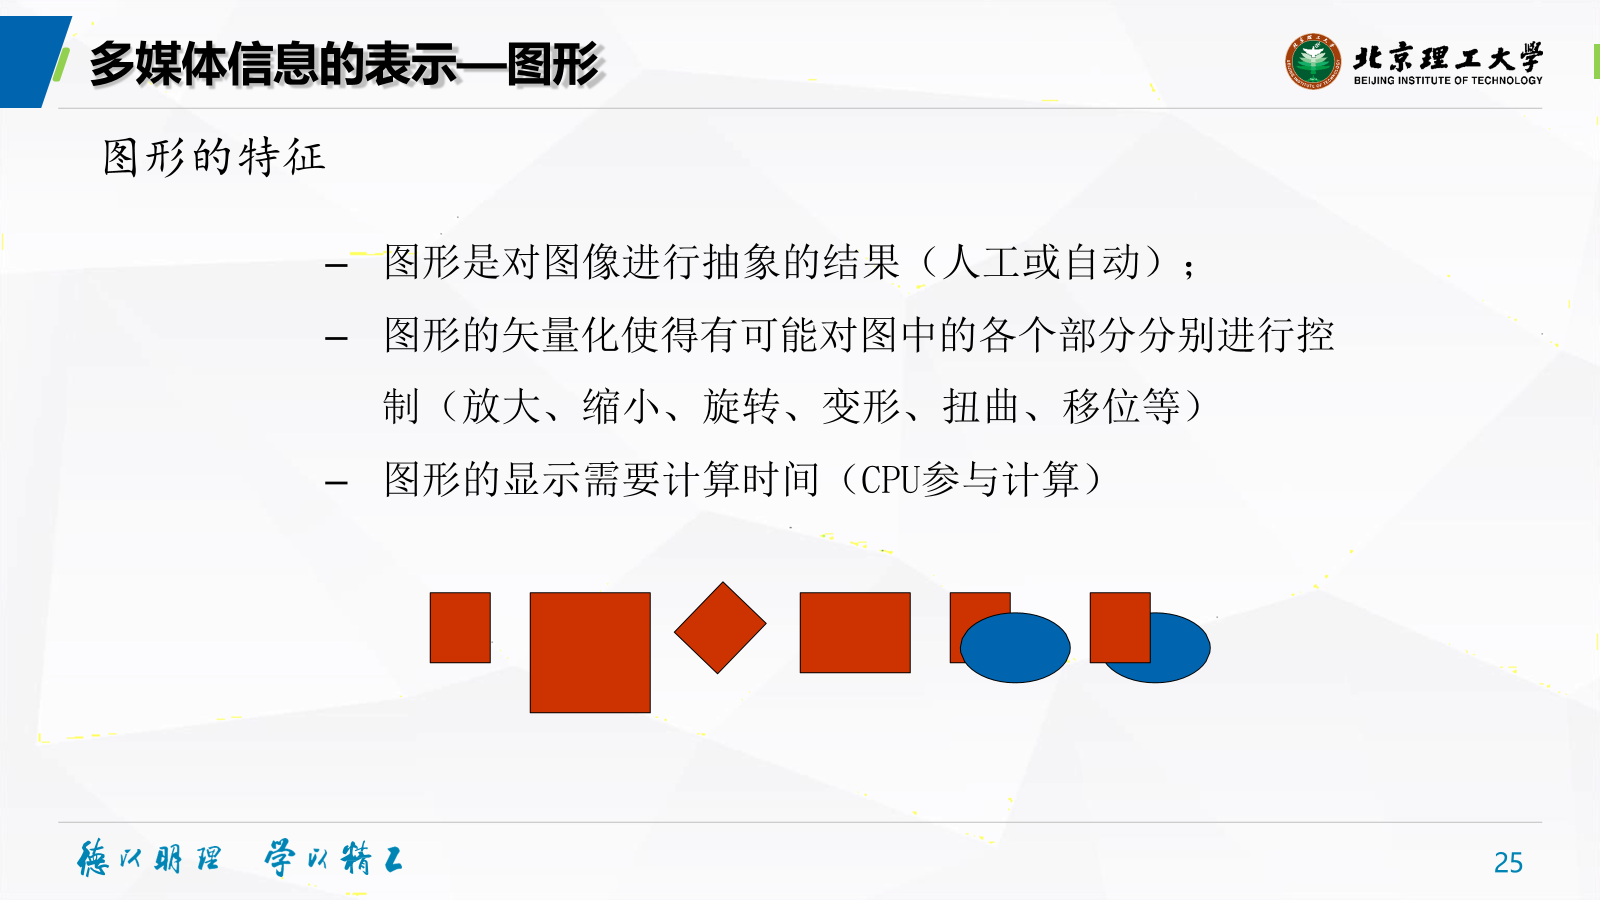 多媒体信息的表示—图形
北京理工大学
BEIJING INSTITUTE OF TECHNOLOGY
图形的特征
– 图形是对图像进行抽象的结果（人工或自动）；
– 图形的矢量化使得有可能对图中的各个部分分别进行控
制（放大、缩小、旋转、变形、扭曲、移位等）
– 图形的显示需要计算时间（CPU参与计算）
德以明理 学以精工
25